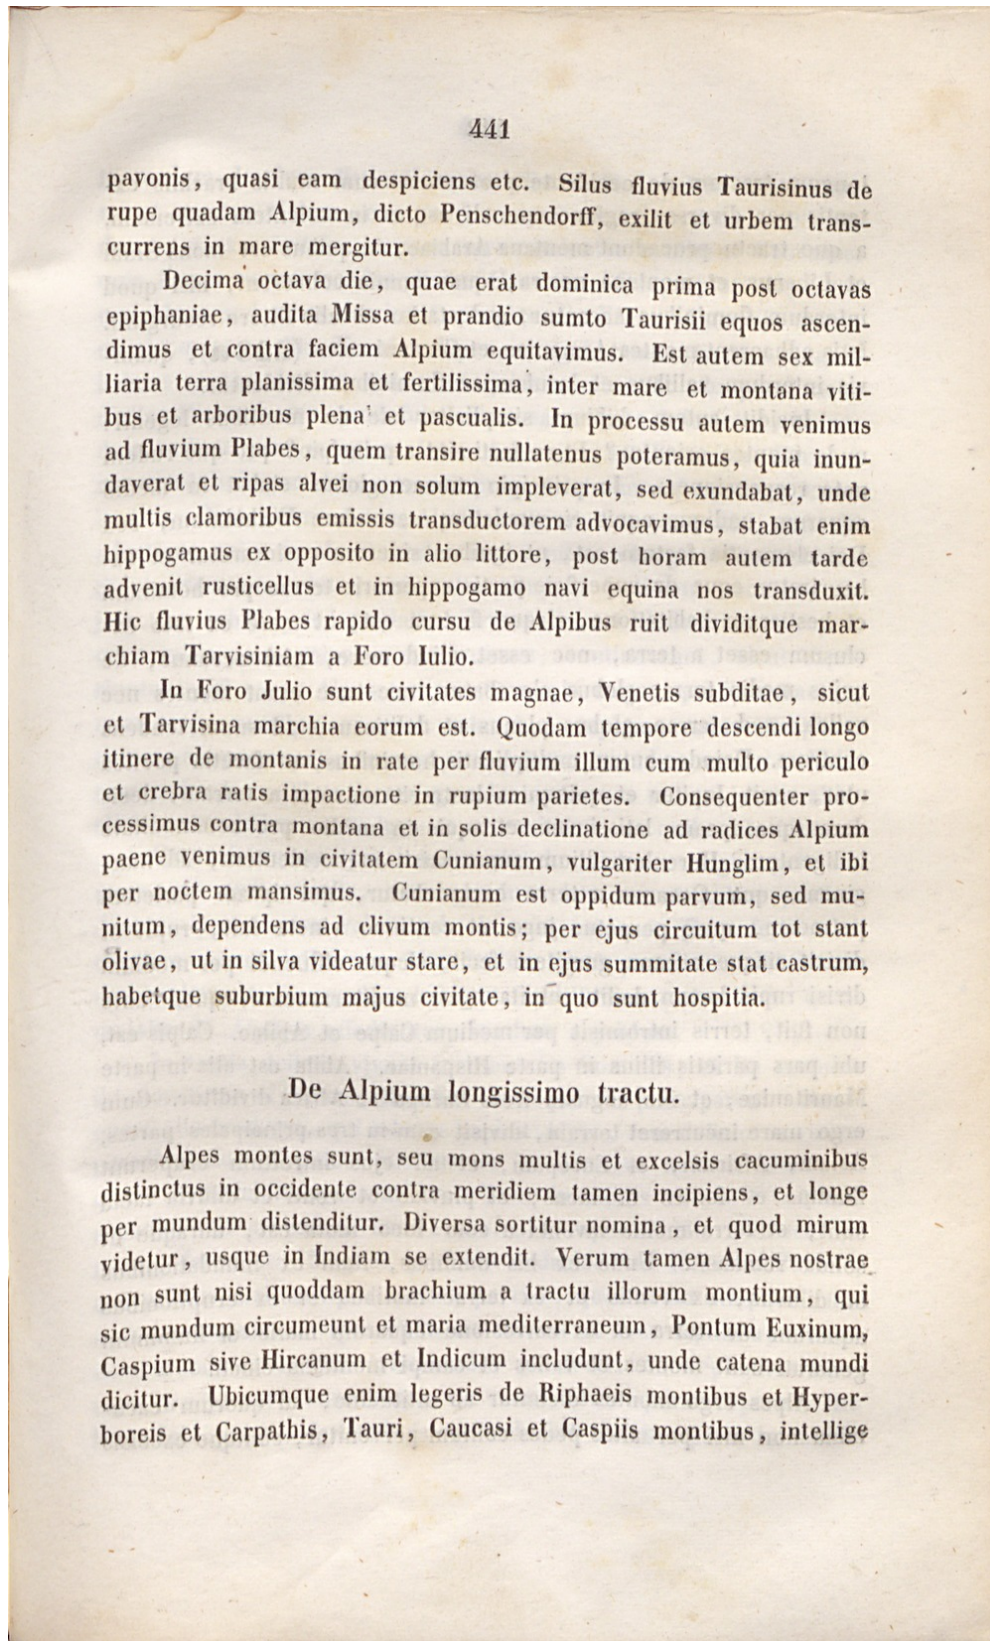 441
pavonis, quasi eam despiciens etc. Silus fluvius Taurisinus de
rupe quadam Alpium, dicto Penschendorff, exilit et urbem trans-
currens in mare mergitur.
Decima octava die, quae erat dominica prima post octavas
epiphaniae, audita Missa et prandio sumto Taurisii equos ascen-
dimus et contra faciem Alpium equitavimus. Est autem sex mil-
liaria terra planissima et fertilissima, inter mare et montana viti-
bus et arboribus plena et pascualis. In processu autem venimus
ad fluvium Plabes, quem transire nullatenus poteramus, quia inun-
daverat et ripas alvei non solum impleverat, sed exundabat, unde
multis clamoribus emissis transductorem advocavimus, stabat enim
hippogamus ex opposito in alio littore, post horam autem tarde
advenit rusticellus et in hippogamo navi equina nos transduxit.
Hic fluvius Plabes rapido cursu de Alpibus ruit dividitque mar-
chiam Tarvisiniam a Foro Iulio.
In Foro Julio sunt civitates magnae, Venetis subditae, sicut
et Tarvisina marchia eorum est. Quodam tempore descendi longo
itinere de montanis in rate per fluvium illum cum multo periculo
et crebra ratis impactione in rupium parietes. Consequenter pro-
cessimus contra montana et in solis declinatione ad radices Alpium
paene venimus in civitatem Cunianum, vulgariter Hunglim, et ibi
per noctem mansimus. Cunianum est oppidum parvum, sed mu-
nitum, dependens ad clivum montis; per ejus circuitum tot stant
olivae, ut in silva videatur stare, et in ejus summitate stat castrum,
habetque suburbium majus civitate, in quo sunt hospitia.
De Alpium longissimo tractu.
Alpes montes sunt, seu mons multis et excelsis cacuminibus
distinctus in occidente contra meridiem tamen incipiens, et longe
per mundum distenditur. Diversa sortitur nomina, et quod mirum
videtur, usque in Indiam se extendit. Verum tamen Alpes nostrae
non sunt nisi quoddam brachium a tractu illorum montium, qui
sic mundum circumeunt et maria mediterraneum, Pontum Euxinum,
Caspium sive Hircanum et Indicum includunt, unde catena mundi
dicitur. Ubicumque enim legeris de Riphaeis montibus et Hyper-
boreis et Carpathis, Tauri, Caucasi et Caspiis montibus, intellige